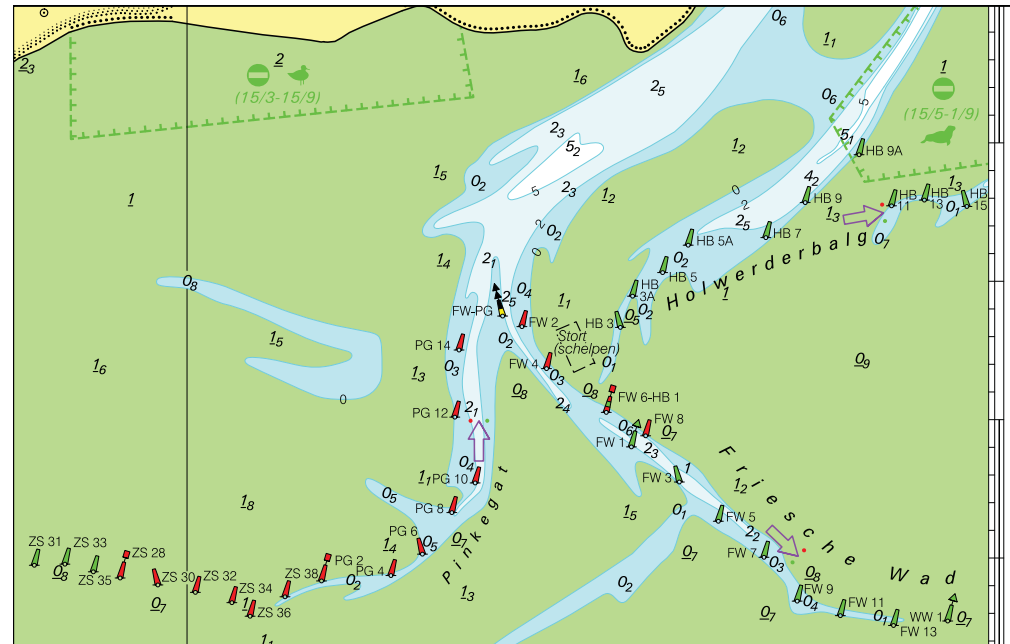 0₆
1₁
2₃
2
(15/3-15/9)
1₆
2₅
1
(15/5-1/9)
0₆
5
5₁
HB 9A
2₃
5₂
1₂
1₅
0₂
5
2₃
1₂
4₂
HB 9
1₃
HB 11
HB 13
1₃
HB 15
0₁
1
0
2
2₅
HB 7
HB 5A
0₇
2
0₂
0
Holwerderbalg
1₄
2₁
0₂
HB 5
0₈
0₄
2₅
1₁
HB 3A
1
FW-PG
FW 2
HB 3
0₅
0₂
1₅
PG 14
0₂
Stort
(schelpen)
1₆
1₃
0₃
FW 4
0₃
0₁
0₉
0
0₈
0₈
FW 6-HB 1
PG 12
2₁
2₄
0₆
FW 8
0₇
FW 1
2₃
0₄
1₁
PG 10
FW 3
1
Friesche Wad
1₂
0₅
1₈
PG 8
Pinkegat
1₅
0₁
FW 5
PG 6
0₅
0₇
2₂
ZS 31
ZS 33
ZS 28
1₄
0₇
FW 7
0₃
0₈
PG 2
0₈
ZS 35
ZS 30
ZS 32
ZS 38
0₂
PG 4
1₃
0₂
FW 9
ZS 34
0₇
1
ZS 36
0₇
0₄
FW 11
0₁
FW 13
WW 1
0₇
1₁